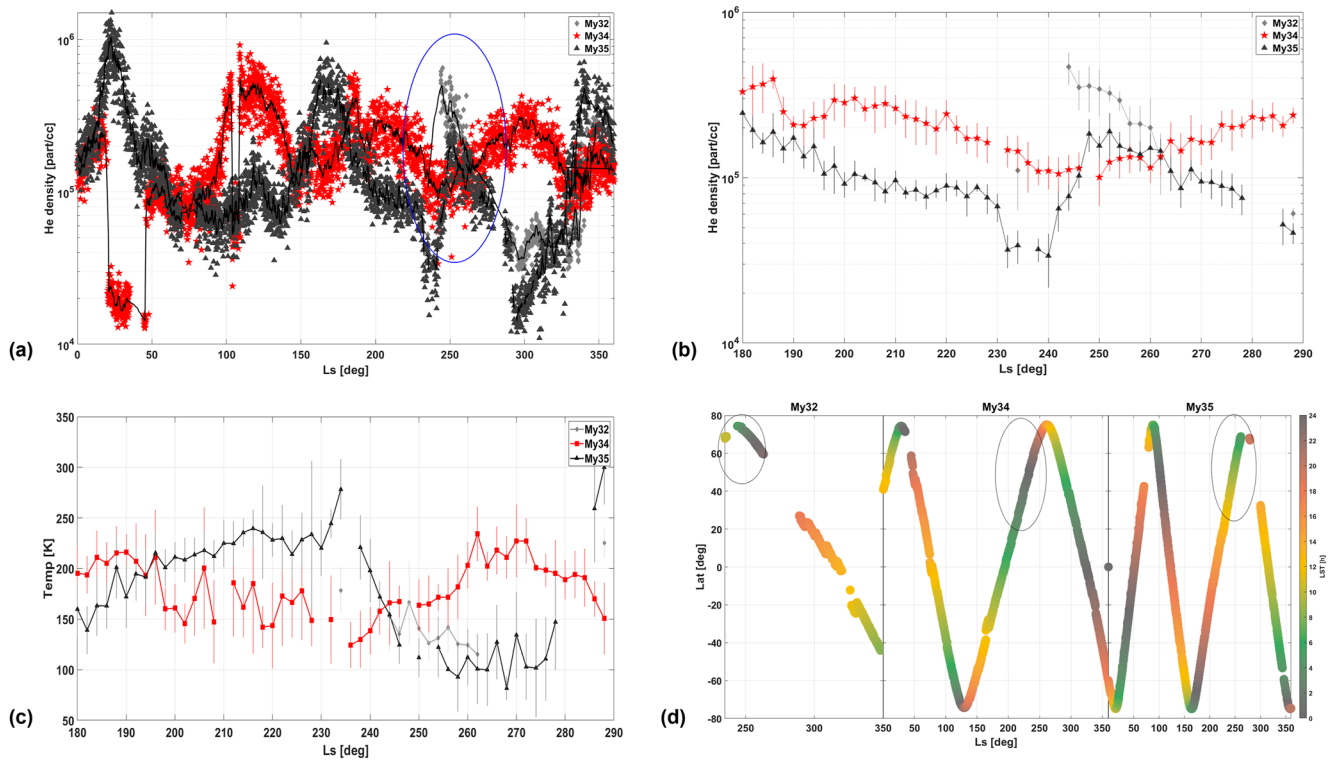 My32
My34
My35
10^6
10^5
10^4
He density [part/cc]
0 50 100 150 200 250 300 350
Ls [deg]
(a)
My32
My34
My35
10^6
10^5
10^4
He density [part/cc]
180 190 200 210 220 230 240 250 260 270 280 290
Ls [deg]
(b)
My32
My34
My35
350
300
250
200
150
100
50
Temp [K]
180 190 200 210 220 230 240 250 260 270 280 290
Ls [deg]
(c)
My32 My34 My35
80
60
40
20
0
-20
-40
-60
-80
Lat [deg]
250 300 350 50 100 150 200 250 300 350 50 100 150 200 250 300 350
Ls [deg]
24
22
20
18
16
14
12
10
8
6
4
2
0
LST [h]
(d)